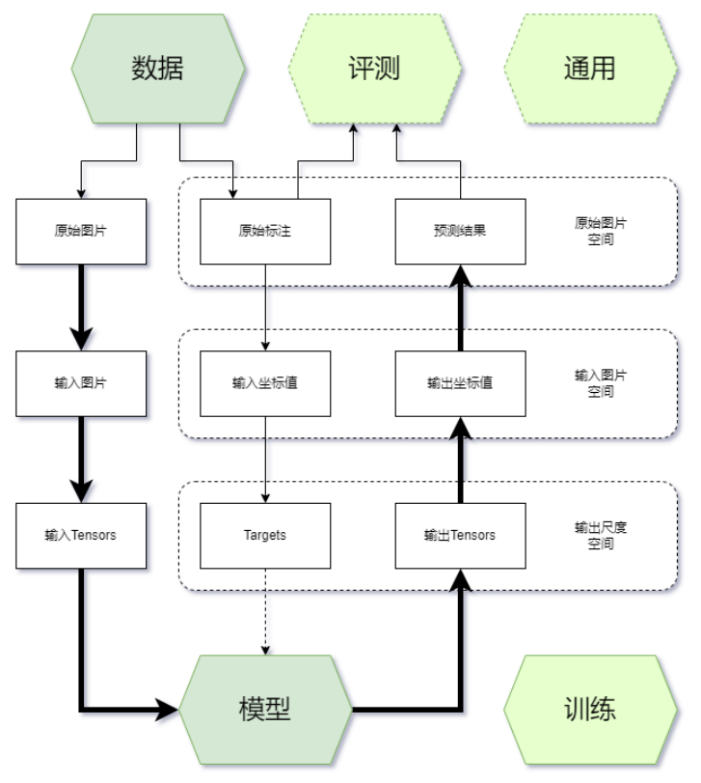 数据
评测
通用
原始图片
原始标注
预测结果
原始图片
空间
输入图片
输入坐标值
输出坐标值
输入图片
空间
输入Tensors
Targets
输出Tensors
输出尺度
空间
模型
训练